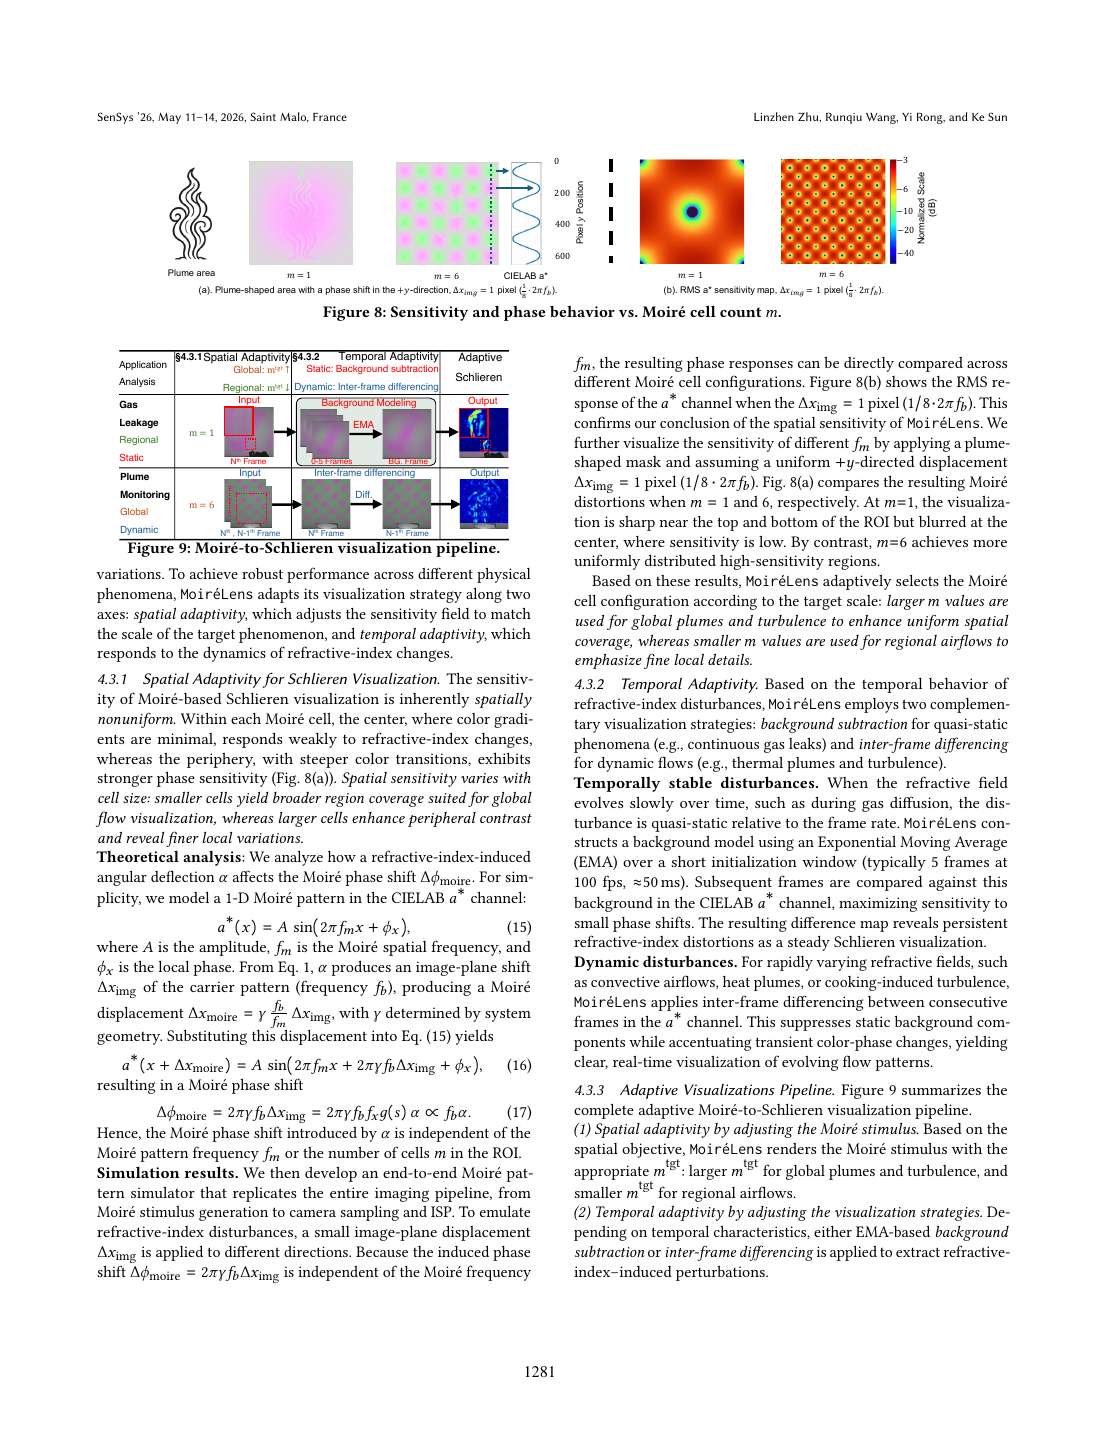 SenSys ’26, May 11–14, 2026, Saint Malo, France
Linzhen Zhu, Runqiu Wang, Yi Rong, and Ke Sun
Plume area
m = 1
m = 6
CIELAB a*
0
200
400
600
Pixel y Position
(a). Plume-shaped area with a phase shift in the +y-direction, Δx_img = 1 pixel (1/8 · 2πf_b).
m = 1
m = 6
−3
−6
−10
−20
−40
Normalized Scale
(dB)
(b). RMS a* sensitivity map, Δx_img = 1 pixel (1/8 · 2πf_b).
Figure 8: Sensitivity and phase behavior vs. Moiré cell count m.
Application
Analysis
§4.3.1 Spatial Adaptivity
Global: m^tgt ↑
Regional: m^tgt ↓
§4.3.2 Temporal Adaptivity
Static: Background subtraction
Dynamic: Inter-frame differencing
Adaptive
Schlieren
Gas
Leakage
Regional
Static
m = 1
Input
N^th Frame
Background Modeling
EMA
0-5 Frames
BG. Frame
Output
Plume
Monitoring
Global
Dynamic
m = 6
Input
N^th , N-1^th Frame
Inter-frame differencing
Diff.
N^th Frame
N-1^th Frame
Output
Figure 9: Moiré-to-Schlieren visualization pipeline.
variations. To achieve robust performance across different physical
phenomena, MoiréLens adapts its visualization strategy along two
axes: spatial adaptivity, which adjusts the sensitivity field to match
the scale of the target phenomenon, and temporal adaptivity, which
responds to the dynamics of refractive-index changes.
4.3.1 Spatial Adaptivity for Schlieren Visualization. The sensitiv-
ity of Moiré-based Schlieren visualization is inherently spatially
nonuniform. Within each Moiré cell, the center, where color gradi-
ents are minimal, responds weakly to refractive-index changes,
whereas the periphery, with steeper color transitions, exhibits
stronger phase sensitivity (Fig. 8(a)). Spatial sensitivity varies with
cell size: smaller cells yield broader region coverage suited for global
flow visualization, whereas larger cells enhance peripheral contrast
and reveal finer local variations.
Theoretical analysis: We analyze how a refractive-index-induced
angular deflection α affects the Moiré phase shift Δϕ_moire. For sim-
plicity, we model a 1-D Moiré pattern in the CIELAB a* channel:
a*(x) = A sin(2πf_m x + ϕ_x), (15)
where A is the amplitude, f_m is the Moiré spatial frequency, and
ϕ_x is the local phase. From Eq. 1, α produces an image-plane shift
Δx_img of the carrier pattern (frequency f_b), producing a Moiré
displacement Δx_moire = γ f_b/f_m Δx_img, with γ determined by system
geometry. Substituting this displacement into Eq. (15) yields
a*(x + Δx_moire) = A sin(2πf_m x + 2πγf_bΔx_img + ϕ_x), (16)
resulting in a Moiré phase shift
Δϕ_moire = 2πγf_bΔx_img = 2πγf_b f_x g(s) α ∝ f_bα. (17)
Hence, the Moiré phase shift introduced by α is independent of the
Moiré pattern frequency f_m or the number of cells m in the ROI.
Simulation results. We then develop an end-to-end Moiré pat-
tern simulator that replicates the entire imaging pipeline, from
Moiré stimulus generation to camera sampling and ISP. To emulate
refractive-index disturbances, a small image-plane displacement
Δx_img is applied to different directions. Because the induced phase
shift Δϕ_moire = 2πγf_bΔx_img is independent of the Moiré frequency
f_m, the resulting phase responses can be directly compared across
different Moiré cell configurations. Figure 8(b) shows the RMS re-
sponse of the a* channel when the Δx_img = 1 pixel (1/8·2πf_b). This
confirms our conclusion of the spatial sensitivity of MoiréLens. We
further visualize the sensitivity of different f_m by applying a plume-
shaped mask and assuming a uniform +y-directed displacement
Δx_img = 1 pixel (1/8 · 2πf_b). Fig. 8(a) compares the resulting Moiré
distortions when m = 1 and 6, respectively. At m=1, the visualiza-
tion is sharp near the top and bottom of the ROI but blurred at the
center, where sensitivity is low. By contrast, m=6 achieves more
uniformly distributed high-sensitivity regions.
Based on these results, MoiréLens adaptively selects the Moiré
cell configuration according to the target scale: larger m values are
used for global plumes and turbulence to enhance uniform spatial
coverage, whereas smaller m values are used for regional airflows to
emphasize fine local details.
4.3.2 Temporal Adaptivity. Based on the temporal behavior of
refractive-index disturbances, MoiréLens employs two complemen-
tary visualization strategies: background subtraction for quasi-static
phenomena (e.g., continuous gas leaks) and inter-frame differencing
for dynamic flows (e.g., thermal plumes and turbulence).
Temporally stable disturbances. When the refractive field
evolves slowly over time, such as during gas diffusion, the dis-
turbance is quasi-static relative to the frame rate. MoiréLens con-
structs a background model using an Exponential Moving Average
(EMA) over a short initialization window (typically 5 frames at
100 fps, ≈50 ms). Subsequent frames are compared against this
background in the CIELAB a* channel, maximizing sensitivity to
small phase shifts. The resulting difference map reveals persistent
refractive-index distortions as a steady Schlieren visualization.
Dynamic disturbances. For rapidly varying refractive fields, such
as convective airflows, heat plumes, or cooking-induced turbulence,
MoiréLens applies inter-frame differencing between consecutive
frames in the a* channel. This suppresses static background com-
ponents while accentuating transient color-phase changes, yielding
clear, real-time visualization of evolving flow patterns.
4.3.3 Adaptive Visualizations Pipeline. Figure 9 summarizes the
complete adaptive Moiré-to-Schlieren visualization pipeline.
(1) Spatial adaptivity by adjusting the Moiré stimulus. Based on the
spatial objective, MoiréLens renders the Moiré stimulus with the
appropriate m^tgt: larger m^tgt for global plumes and turbulence, and
smaller m^tgt for regional airflows.
(2) Temporal adaptivity by adjusting the visualization strategies. De-
pending on temporal characteristics, either EMA-based background
subtraction or inter-frame differencing is applied to extract refractive-
index–induced perturbations.
1281